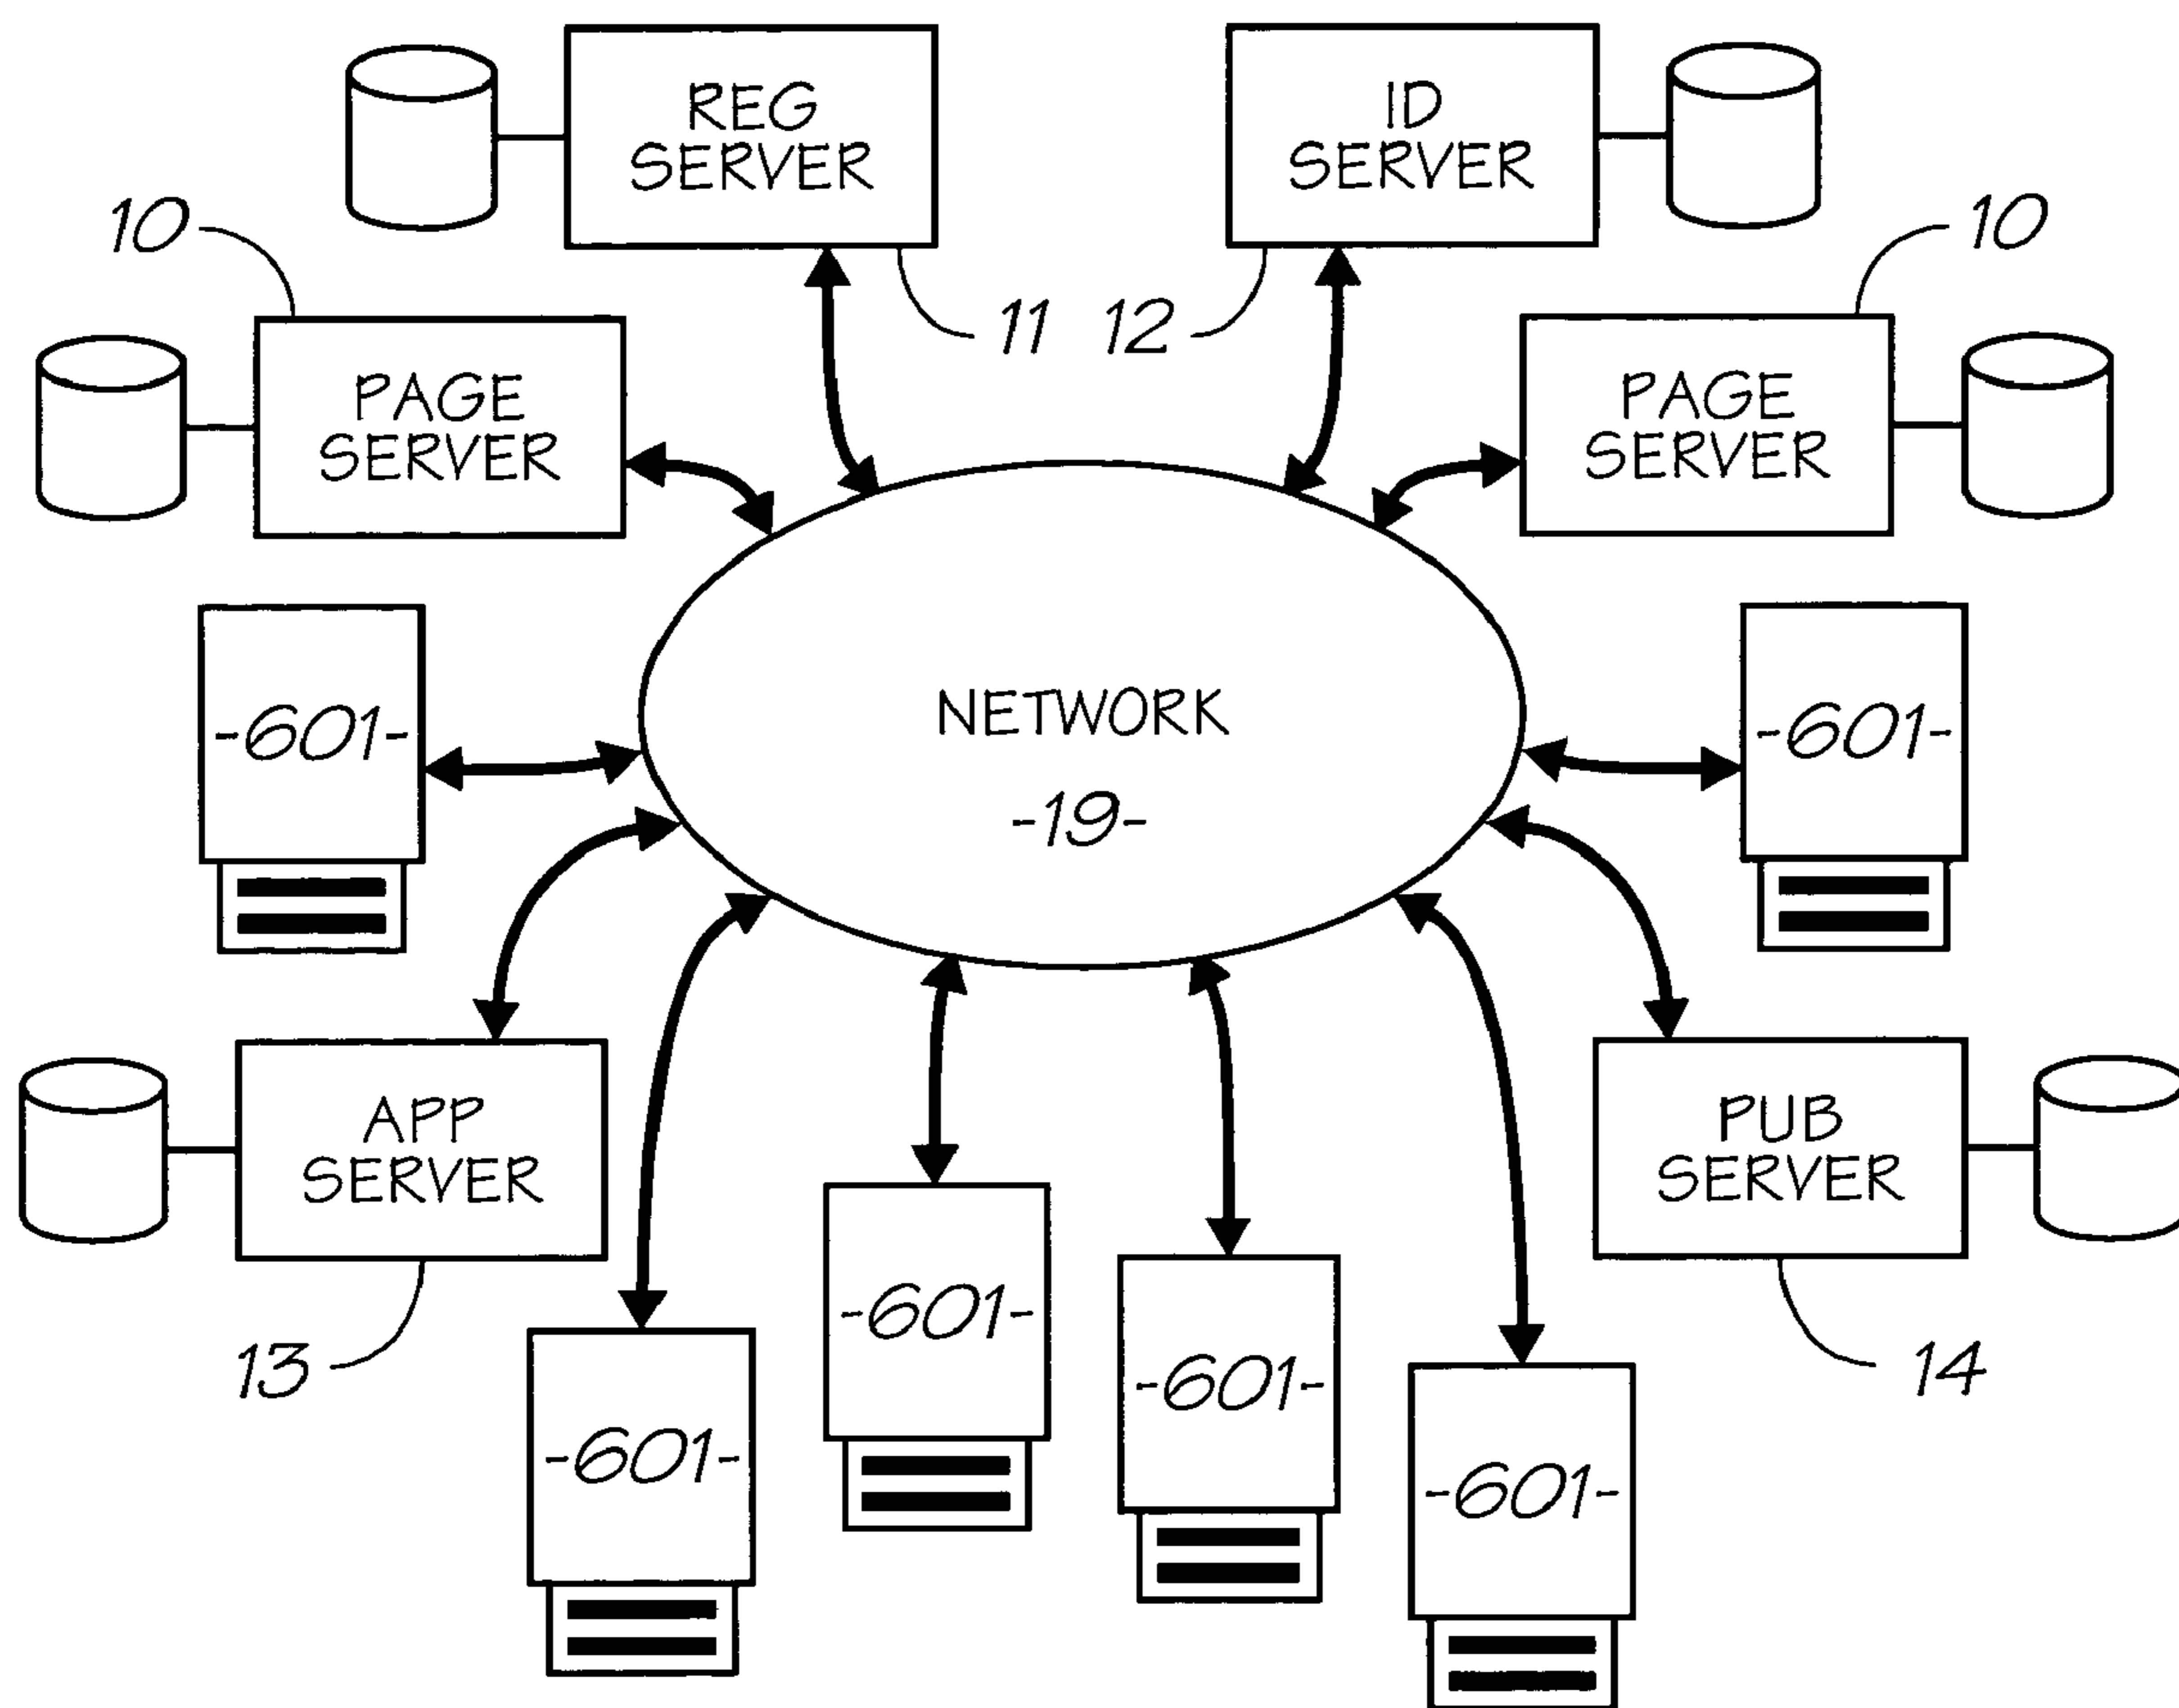 REG
SERVER
ID
SERVER
10
10
11
12
PAGE
SERVER
PAGE
SERVER
-601-
NETWORK
-19-
-601-
APP
SERVER
PUB
SERVER
13
-601-
-601-
-601-
-601-
14